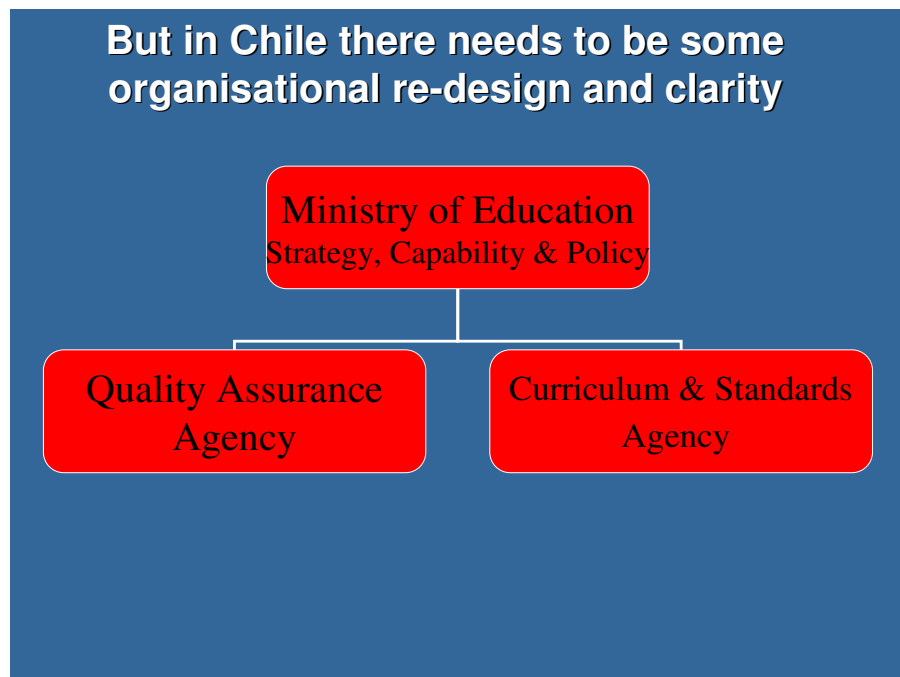 But in Chile there needs to be some
organisational re-design and clarity
Ministry of Education
Strategy, Capability & Policy
Quality Assurance
Agency
Curriculum & Standards
Agency